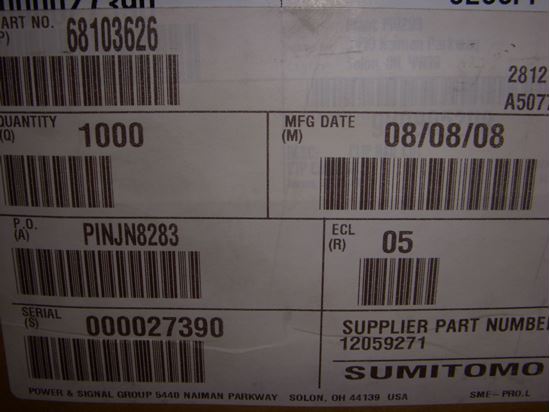 PART NO. 68103626
(P)
2812
A5077
QUANTITY 1000
(Q)
MFG DATE 08/08/08
(M)
P.O. PINJN8283
(A)
ECL 05
(R)
SERIAL 000027390
(S)
SUPPLIER PART NUMBE
12059271
SUMITOMO
POWER & SIGNAL GROUP 5440 NAIMAN PARKWAY SOLON, OH 44139 USA SME-PRO.L